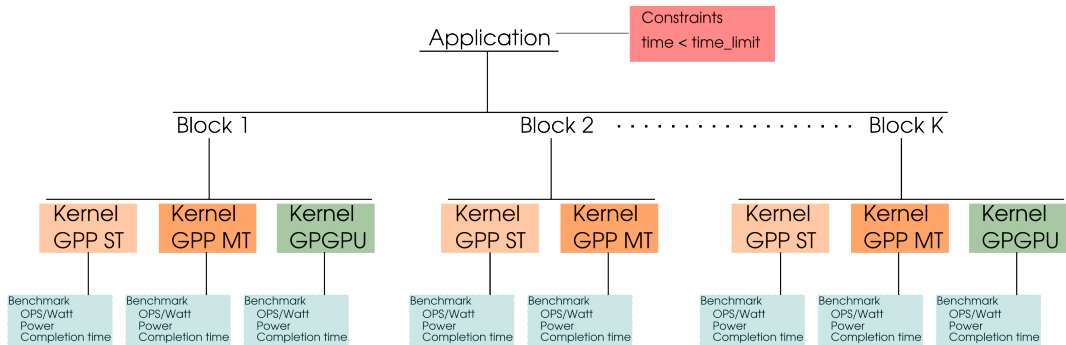 Constraints
time < time_limit
Application
Block 1
Block 2
Block K
Kernel
GPP ST
Kernel
GPP MT
Kernel
GPGPU
Kernel
GPP ST
Kernel
GPP MT
Kernel
GPP ST
Kernel
GPP MT
Kernel
GPGPU
Benchmark
OPS/Watt
Power
Completion time
Benchmark
OPS/Watt
Power
Completion time
Benchmark
OPS/Watt
Power
Completion time
Benchmark
OPS/Watt
Power
Completion time
Benchmark
OPS/Watt
Power
Completion time
Benchmark
OPS/Watt
Power
Completion time
Benchmark
OPS/Watt
Power
Completion time
Benchmark
OPS/Watt
Power
Completion time